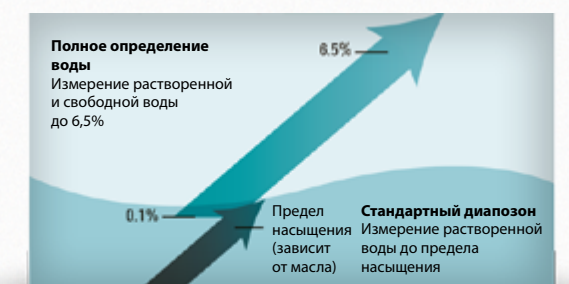 Полное определение
воды
Измерение растворенной
и свободной воды
до 6,5%
6.5%
0.1%
Предел
насыщения
(зависит
от масла)
Стандартный диапозон
Измерение растворенной
воды до предела
насыщения